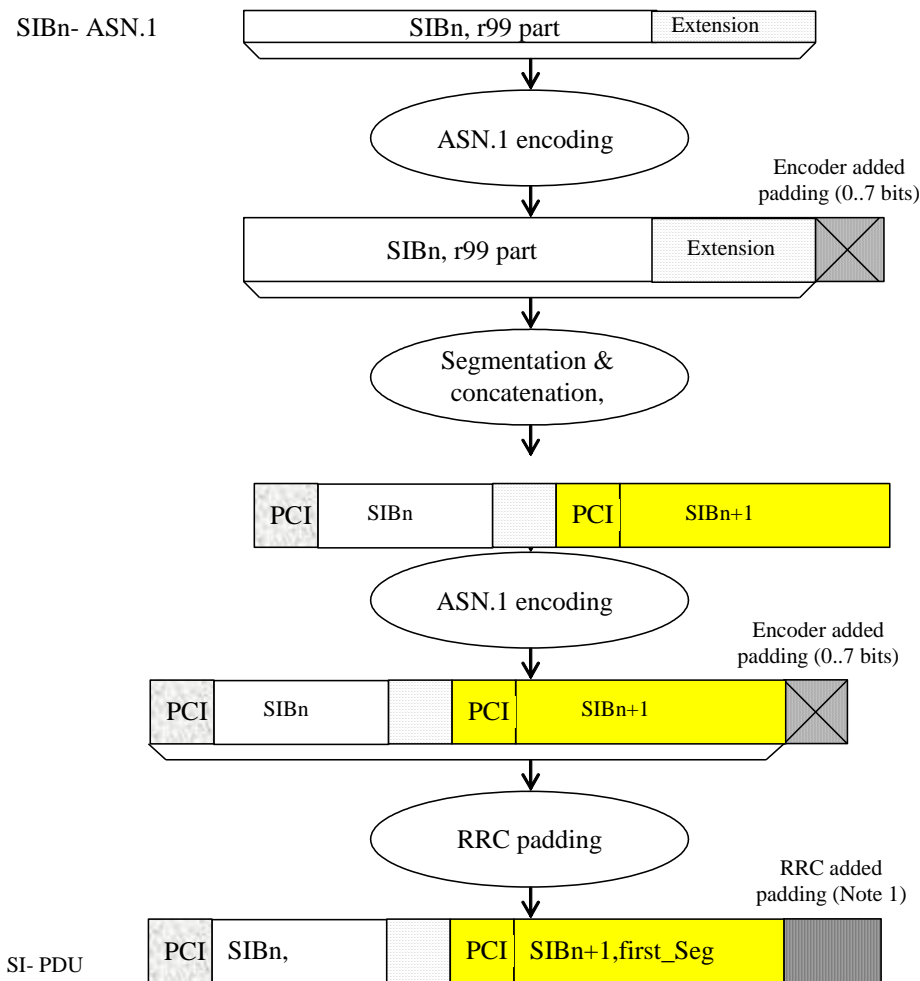 SIBn- ASN.1
SIBn, r99 part
Extension
ASN.1 encoding
Encoder added
padding (0..7 bits)
SIBn, r99 part
Extension
Segmentation &
concatenation,
PCI
SIBn
PCI
SIBn+1
ASN.1 encoding
Encoder added
padding (0..7 bits)
PCI
SIBn
PCI
SIBn+1
RRC padding
RRC added
padding (Note 1)
SI- PDU
PCI
SIBn,
PCI
SIBn+1,first_Seg